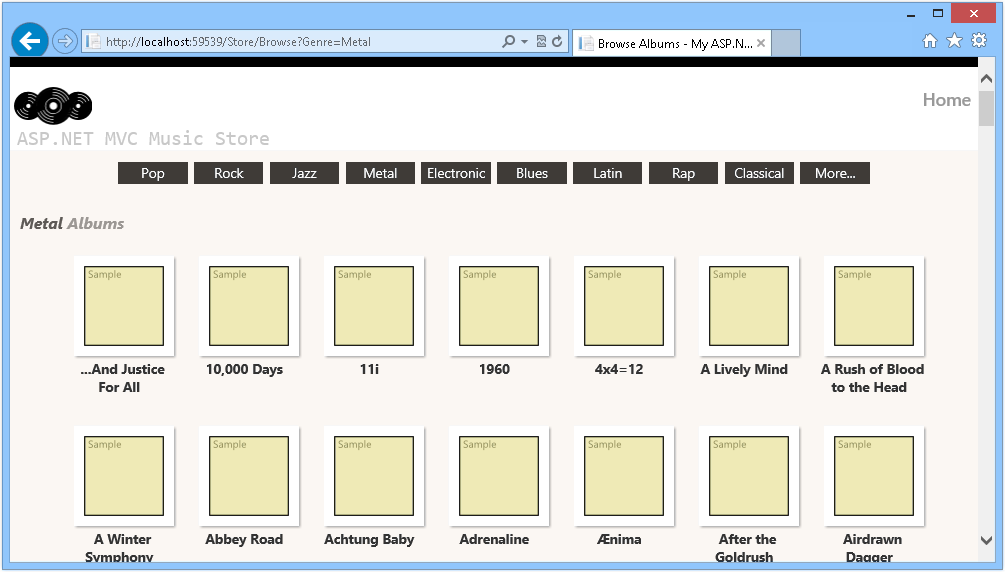 http://localhost:59539/Store/Browse?Genre=Metal
Browse Albums - My ASP.N...
Home
ASP.NET MVC Music Store
Pop Rock Jazz Metal Electronic Blues Latin Rap Classical More...
Metal Albums
Sample Sample Sample Sample Sample Sample Sample
...And Justice For All
10,000 Days
11i
1960
4x4=12
A Lively Mind
A Rush of Blood to the Head
Sample Sample Sample Sample Sample Sample Sample
A Winter Symphony
Abbey Road
Achtung Baby
Adrenaline
Ænima
After the Goldrush
Airdrawn Dagger